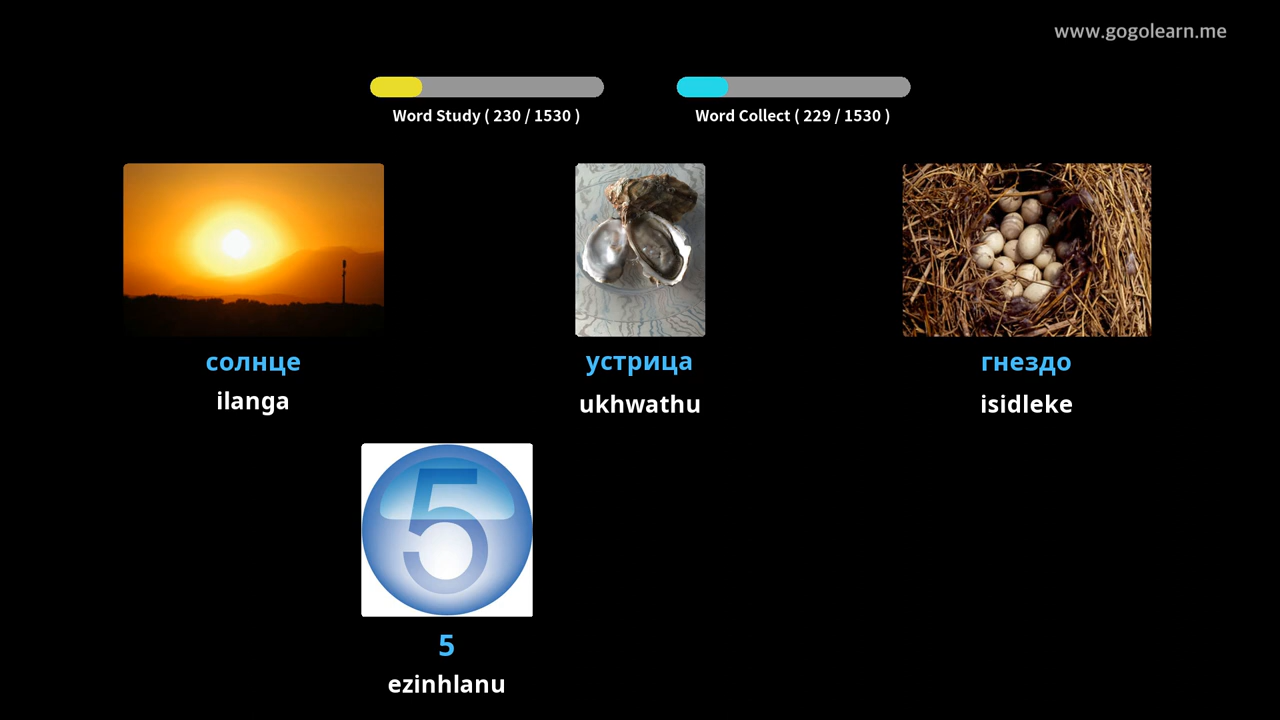 www.gogolearn.me
Word Study ( 230 / 1530 )
Word Collect ( 229 / 1530 )
солнце
ilanga
устрица
ukhwathu
гнездо
isidleke
5
5
ezinhlanu